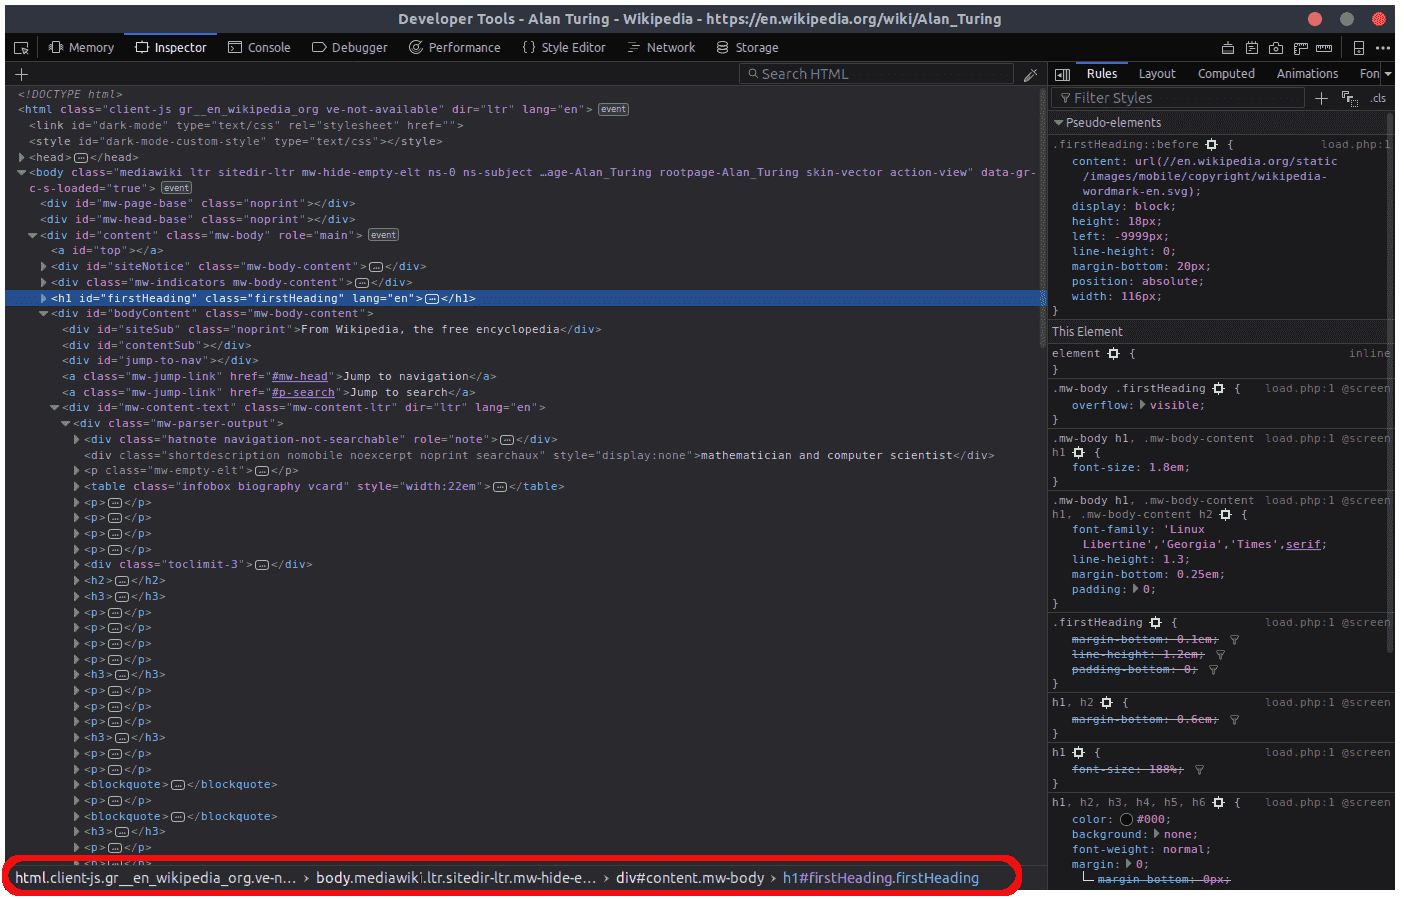 Developer Tools - Alan Turing - Wikipedia - https://en.wikipedia.org/wiki/Alan_Turing
Memory Inspector Console Debugger Performance { } Style Editor Network Storage
Search HTML
<!DOCTYPE html>
<html class="client-js gr__en_wikipedia_org ve-not-available" dir="ltr" lang="en"> event
<link id="dark-mode" type="text/css" rel="stylesheet" href="">
<style id="dark-mode-custom-style" type="text/css"></style>
<head>…</head>
<body class="mediawiki ltr sitedir-ltr mw-hide-empty-elt ns-0 ns-subject …age-Alan_Turing rootpage-Alan_Turing skin-vector action-view" data-gr-
c-s-loaded="true"> event
<div id="mw-page-base" class="noprint"></div>
<div id="mw-head-base" class="noprint"></div>
<div id="content" class="mw-body" role="main"> event
<a id="top"></a>
<div id="siteNotice" class="mw-body-content">…</div>
<div class="mw-indicators mw-body-content">…</div>
<h1 id="firstHeading" class="firstHeading" lang="en">…</h1>
<div id="bodyContent" class="mw-body-content">
<div id="siteSub" class="noprint">From Wikipedia, the free encyclopedia</div>
<div id="contentSub"></div>
<div id="jump-to-nav"></div>
<a class="mw-jump-link" href="#mw-head">Jump to navigation</a>
<a class="mw-jump-link" href="#p-search">Jump to search</a>
<div id="mw-content-text" class="mw-content-ltr" dir="ltr" lang="en">
<div class="mw-parser-output">
<div class="hatnote navigation-not-searchable" role="note">…</div>
<div class="shortdescription nomobile noexcerpt noprint searchaux" style="display:none">mathematician and computer scientist</div>
<p class="mw-empty-elt">…</p>
<table class="infobox biography vcard" style="width:22em">…</table>
<p>…</p>
<p>…</p>
<p>…</p>
<p>…</p>
<div class="toclimit-3">…</div>
<h2>…</h2>
<h3>…</h3>
<p>…</p>
<p>…</p>
<p>…</p>
<p>…</p>
<h3>…</h3>
<p>…</p>
<p>…</p>
<p>…</p>
<h3>…</h3>
<p>…</p>
<p>…</p>
<blockquote>…</blockquote>
<p>…</p>
<blockquote>…</blockquote>
<h3>…</h3>
<p>…</p>
<p>…</p>
html.client-js.gr__en_wikipedia_org.ve-n… › body.mediawiki.ltr.sitedir-ltr.mw-hide-e… › div#content.mw-body › h1#firstHeading.firstHeading
Rules Layout Computed Animations Fon
Filter Styles + .cls
Pseudo-elements
.firstHeading::before { load.php:1
content: url(//en.wikipedia.org/static
/images/mobile/copyright/wikipedia-
wordmark-en.svg);
display: block;
height: 18px;
left: -9999px;
line-height: 0;
margin-bottom: 20px;
position: absolute;
width: 116px;
}
This Element
element { inline
}
.mw-body .firstHeading { load.php:1 @screen
overflow: visible;
}
.mw-body h1, .mw-body-content load.php:1 @screen
h1 {
font-size: 1.8em;
}
.mw-body h1, .mw-body-content load.php:1 @screen
h1, .mw-body-content h2 {
font-family: 'Linux
Libertine','Georgia','Times',serif;
line-height: 1.3;
margin-bottom: 0.25em;
padding: 0;
}
.firstHeading { load.php:1 @screen
margin-bottom: 0.1em;
line-height: 1.2em;
padding-bottom: 0;
}
h1, h2 { load.php:1 @screen
margin-bottom: 0.6em;
}
h1 { load.php:1 @screen
font-size: 188%;
}
h1, h2, h3, h4, h5, h6 { load.php:1 @screen
color: #000;
background: none;
font-weight: normal;
margin: 0;
margin-bottom: 0px;